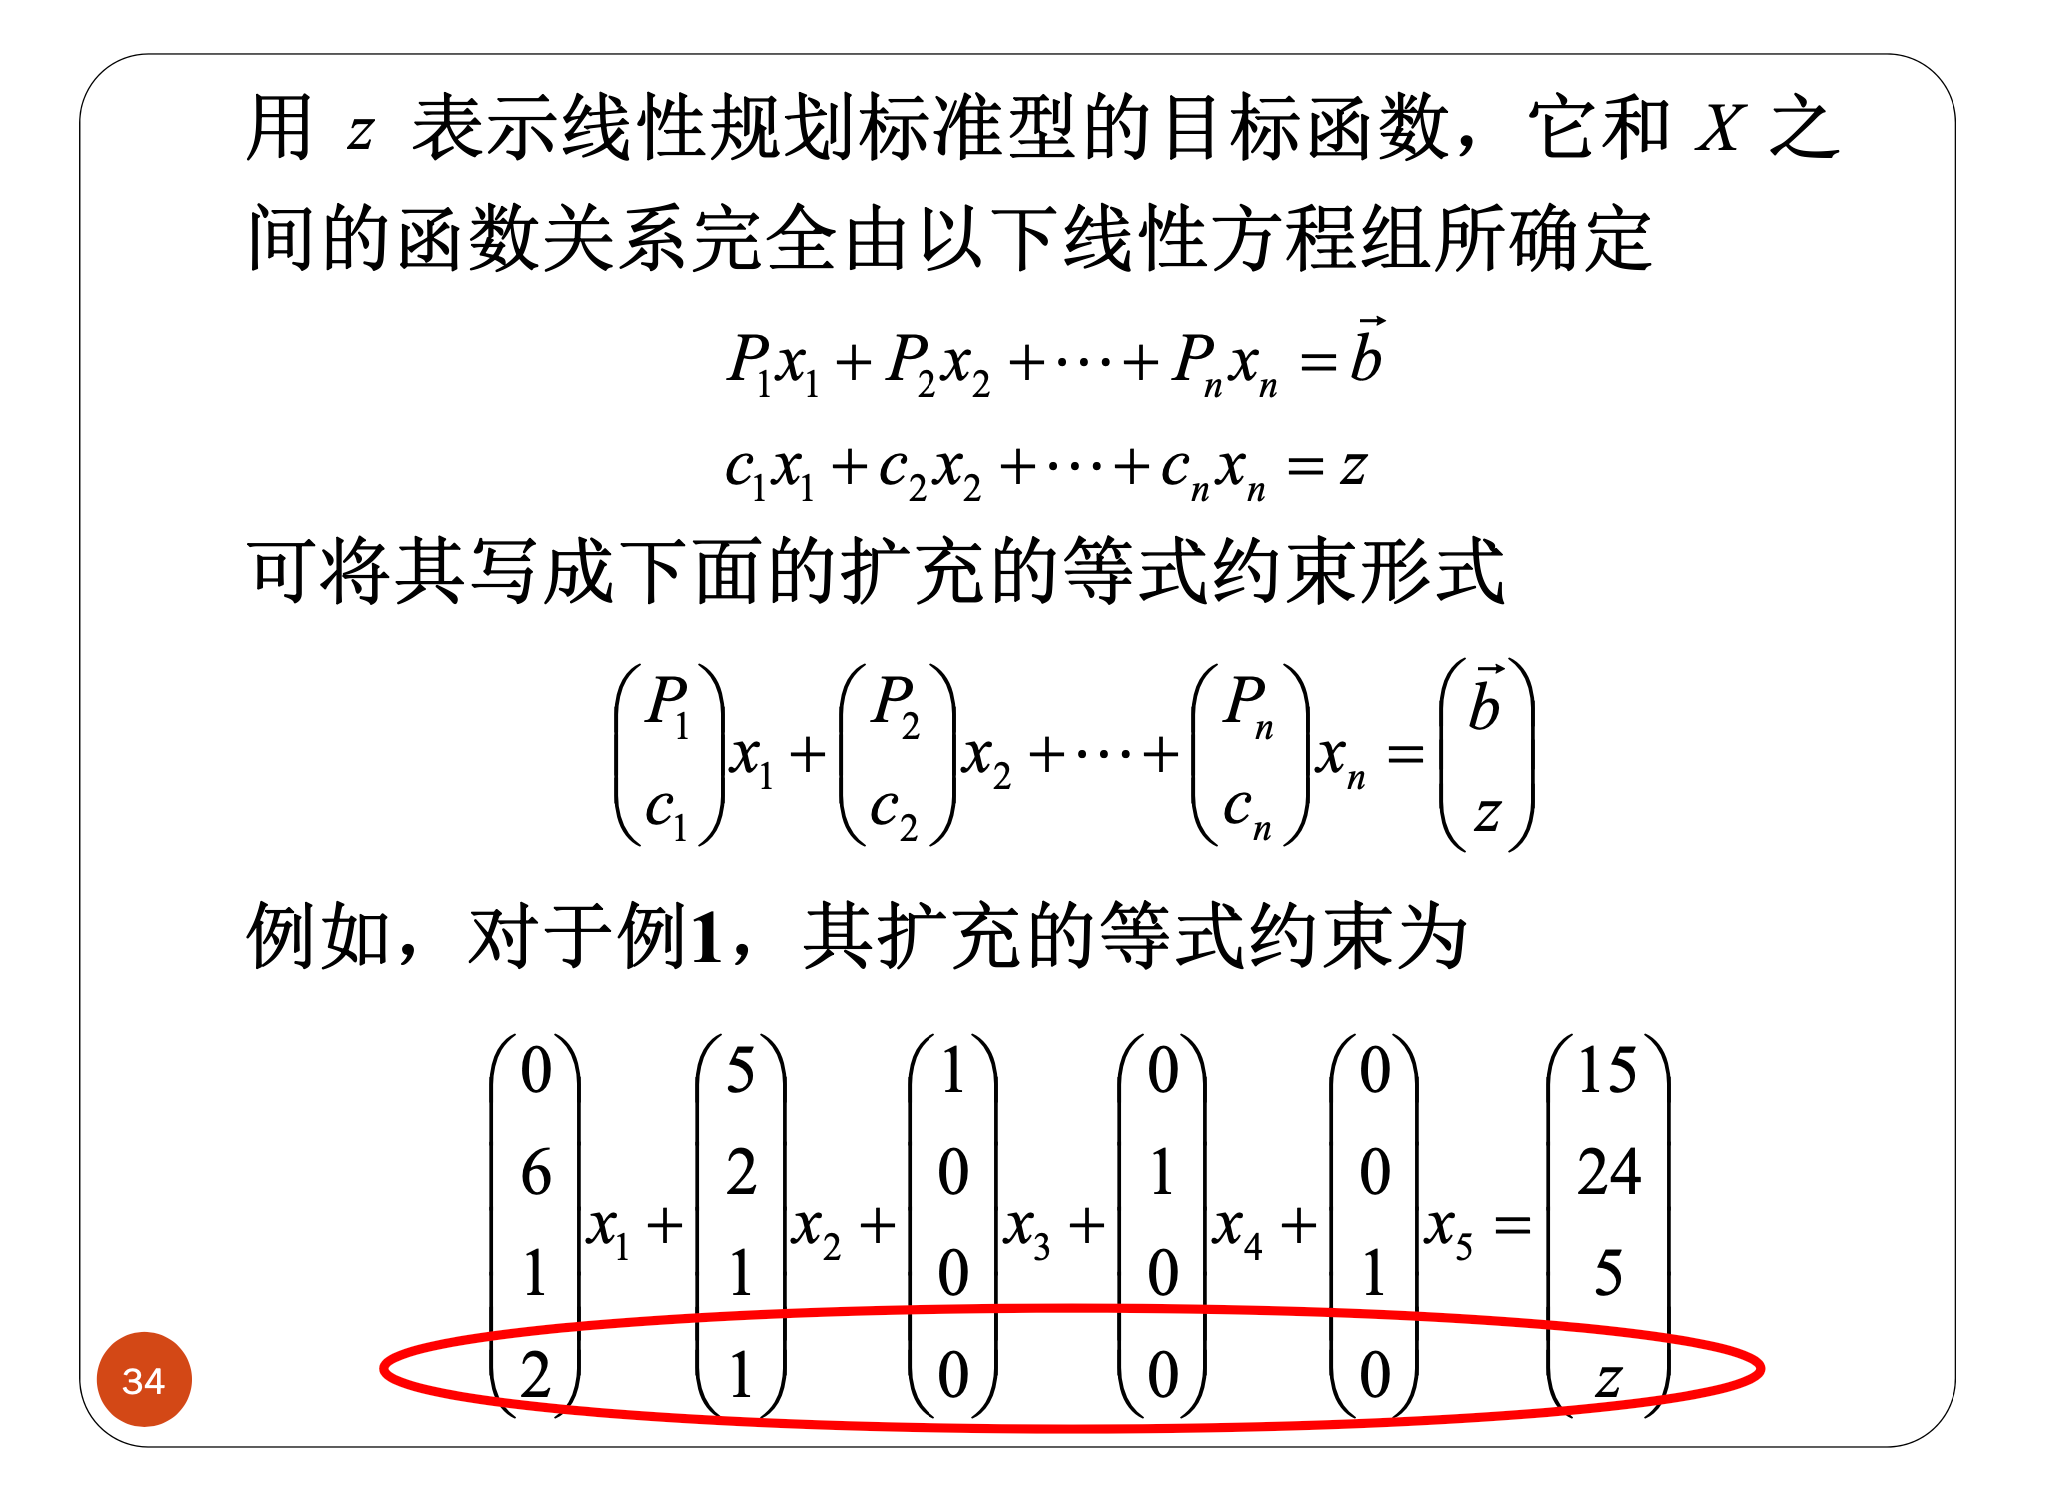 用 z 表示线性规划标准型的目标函数，它和 X 之
间的函数关系完全由以下线性方程组所确定
$P_1x_1+P_2x_2+\cdots+P_nx_n=\vec{b}$
$c_1x_1+c_2x_2+\cdots+c_nx_n=z$
可将其写成下面的扩充的等式约束形式
$\begin{pmatrix}P_1\\c_1\end{pmatrix}x_1+\begin{pmatrix}P_2\\c_2\end{pmatrix}x_2+\cdots+\begin{pmatrix}P_n\\c_n\end{pmatrix}x_n=\begin{pmatrix}\vec{b}\\z\end{pmatrix}$
例如，对于例1，其扩充的等式约束为
$\begin{pmatrix}0\\6\\1\\2\end{pmatrix}x_1+\begin{pmatrix}5\\2\\1\\1\end{pmatrix}x_2+\begin{pmatrix}1\\0\\0\\0\end{pmatrix}x_3+\begin{pmatrix}0\\1\\0\\0\end{pmatrix}x_4+\begin{pmatrix}0\\0\\1\\0\end{pmatrix}x_5=\begin{pmatrix}15\\24\\5\\z\end{pmatrix}$
34